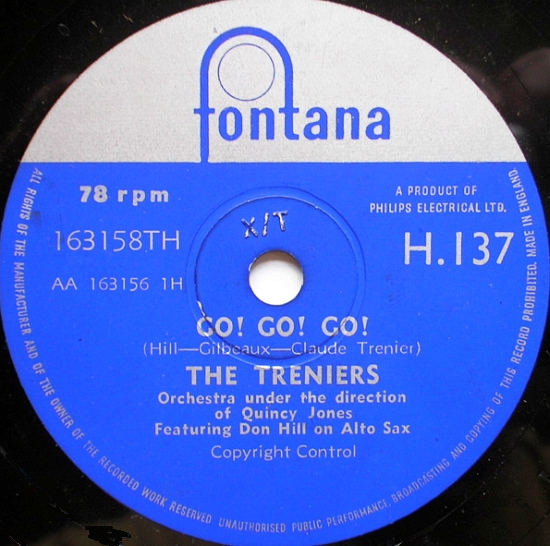 fontana
78 rpm
A PRODUCT OF
PHILIPS ELECTRICAL LTD.
163158TH
H.137
AA 163156 1H
X/T
GO! GO! GO!
(Hill—Gilbeaux—Claude Trenier)
THE TRENIERS
Orchestra under the direction
of Quincy Jones
Featuring Don Hill on Alto Sax
Copyright Control
ALL RIGHTS OF THE MANUFACTURER AND OF THE OWNER OF THE RECORDED WORK RESERVED UNAUTHORISED PUBLIC PERFORMANCE, BROADCASTING AND COPYING OF THIS RECORD PROHIBITED. MADE IN ENGLAND